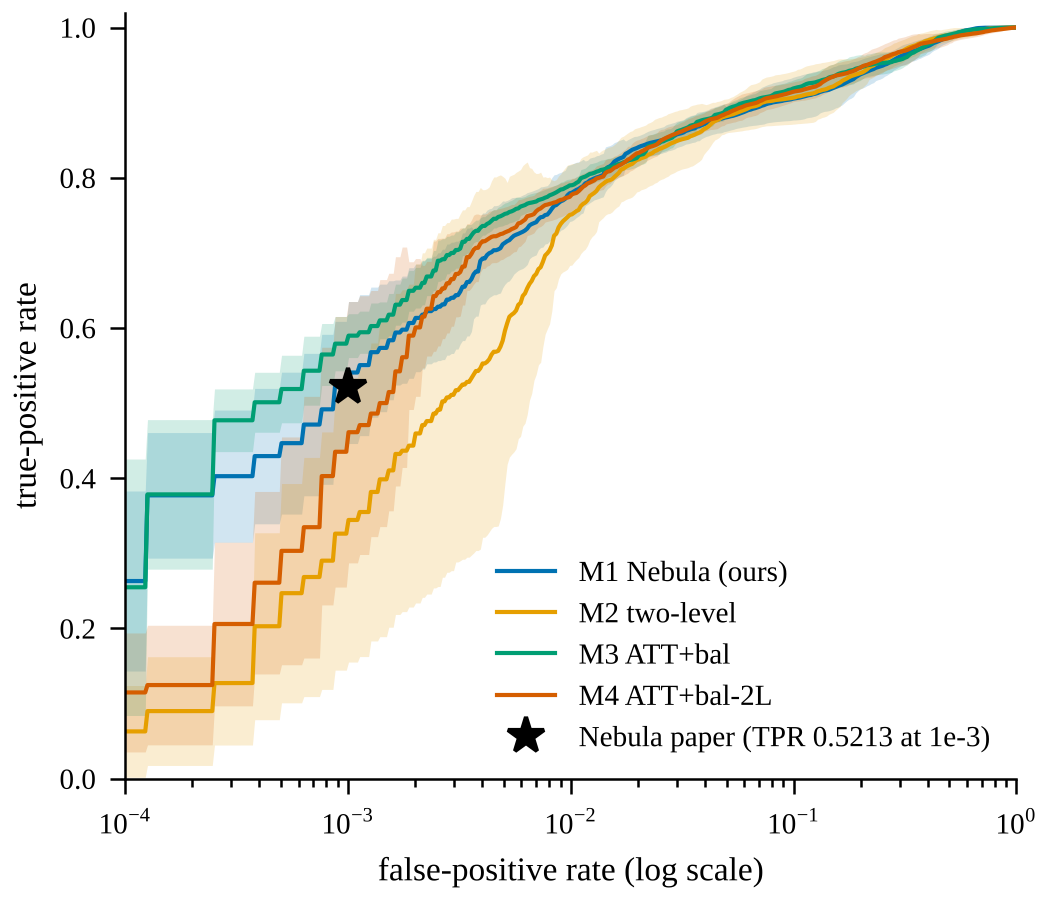 1.0
0.8
0.6
0.4
0.2
0.0
true-positive rate
M1 Nebula (ours)
M2 two-level
M3 ATT+bal
M4 ATT+bal-2L
Nebula paper (TPR 0.5213 at 1e-3)
10⁻⁴ 10⁻³ 10⁻² 10⁻¹ 10⁰
false-positive rate (log scale)